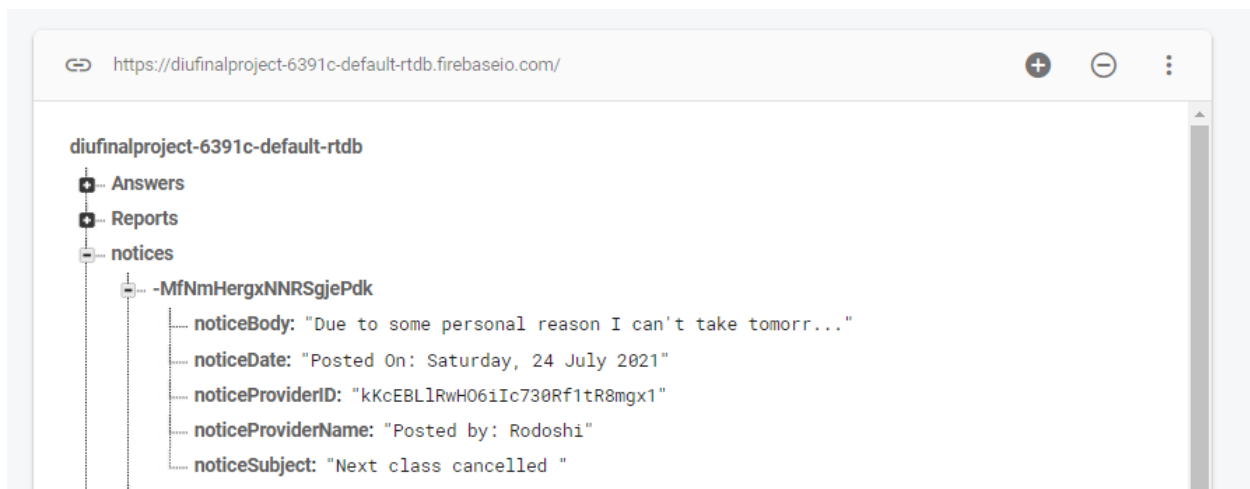 https://diufinalproject-6391c-default-rtdb.firebaseio.com/
diufinalproject-6391c-default-rtdb
Answers
Reports
notices
-MfNmHergxNNRSgjePdk
noticeBody: "Due to some personal reason I can't take tomorr..."
noticeDate: "Posted On: Saturday, 24 July 2021"
noticeProviderID: "kKcEBLlRwHO6iIc730Rf1tR8mgx1"
noticeProviderName: "Posted by: Rodoshi"
noticeSubject: "Next class cancelled "